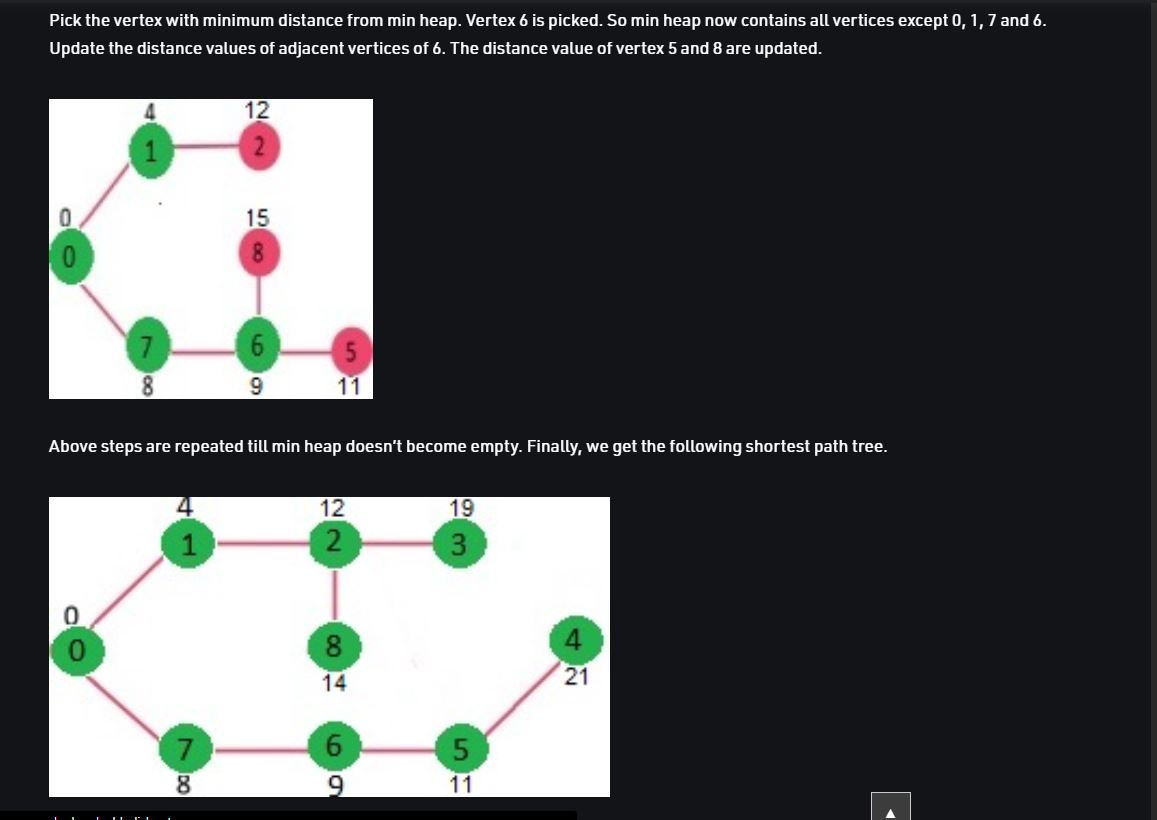 Pick the vertex with minimum distance from min heap. Vertex 6 is picked. So min heap now contains all vertices except 0, 1, 7 and 6.
Update the distance values of adjacent vertices of 6. The distance value of vertex 5 and 8 are updated.
4 12
1 2
0 15
0 8
7 6 5
8 9 11
Above steps are repeated till min heap doesn't become empty. Finally, we get the following shortest path tree.
4 12 19
1 2 3
0
0 8 4
14 21
7 6 5
8 9 11